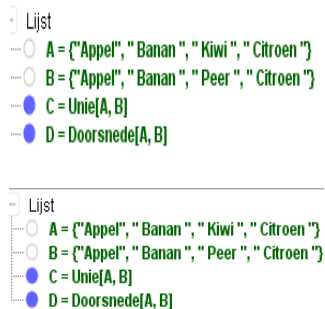 Lijst
A = {"Appel", " Banan ", " Kiwi ", " Citroen "}
B = {"Appel", " Banan ", " Peer ", " Citroen "}
C = Unie[A, B]
D = Doorsnede[A, B]
Lijst
A = {"Appel", " Banan ", " Kiwi ", " Citroen "}
B = {"Appel", " Banan ", " Peer ", " Citroen "}
C = Unie[A, B]
D = Doorsnede[A, B]